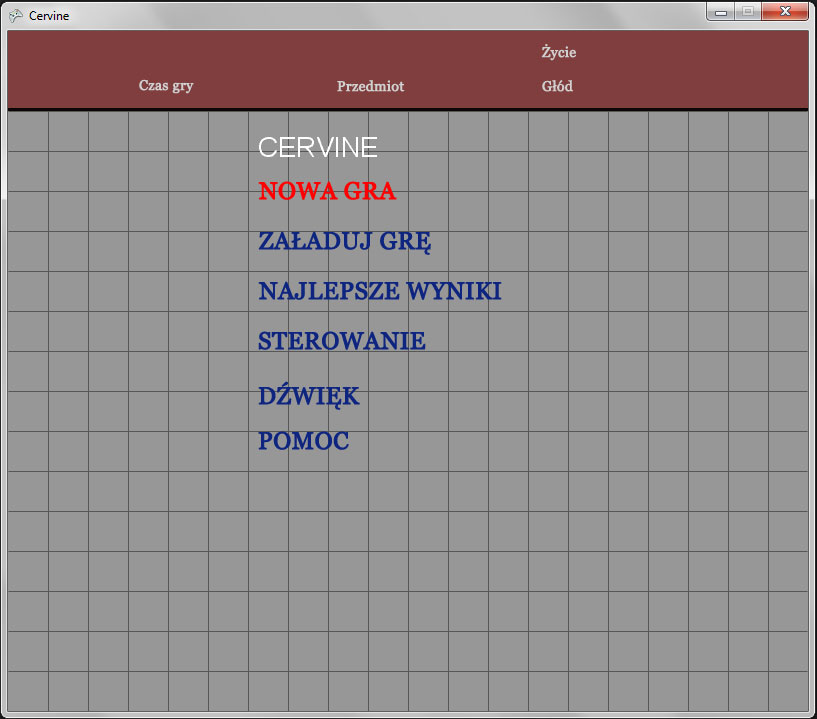 Cervine
Życie
Czas gry Przedmiot Głód
CERVINE
NOWA GRA
ZAŁADUJ GRĘ
NAJLEPSZE WYNIKI
STEROWANIE
DŹWIĘK
POMOC